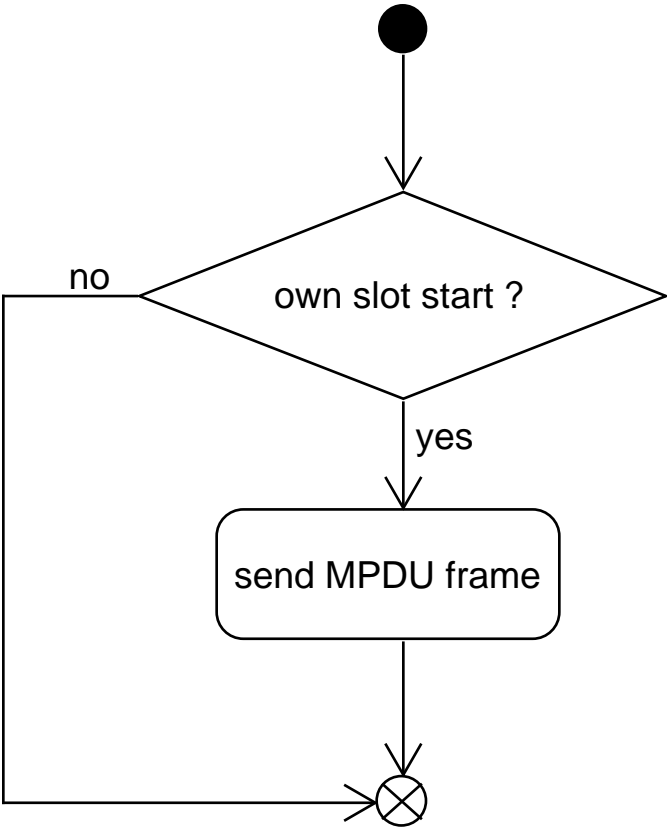 own slot start ?
no
yes
send MPDU frame